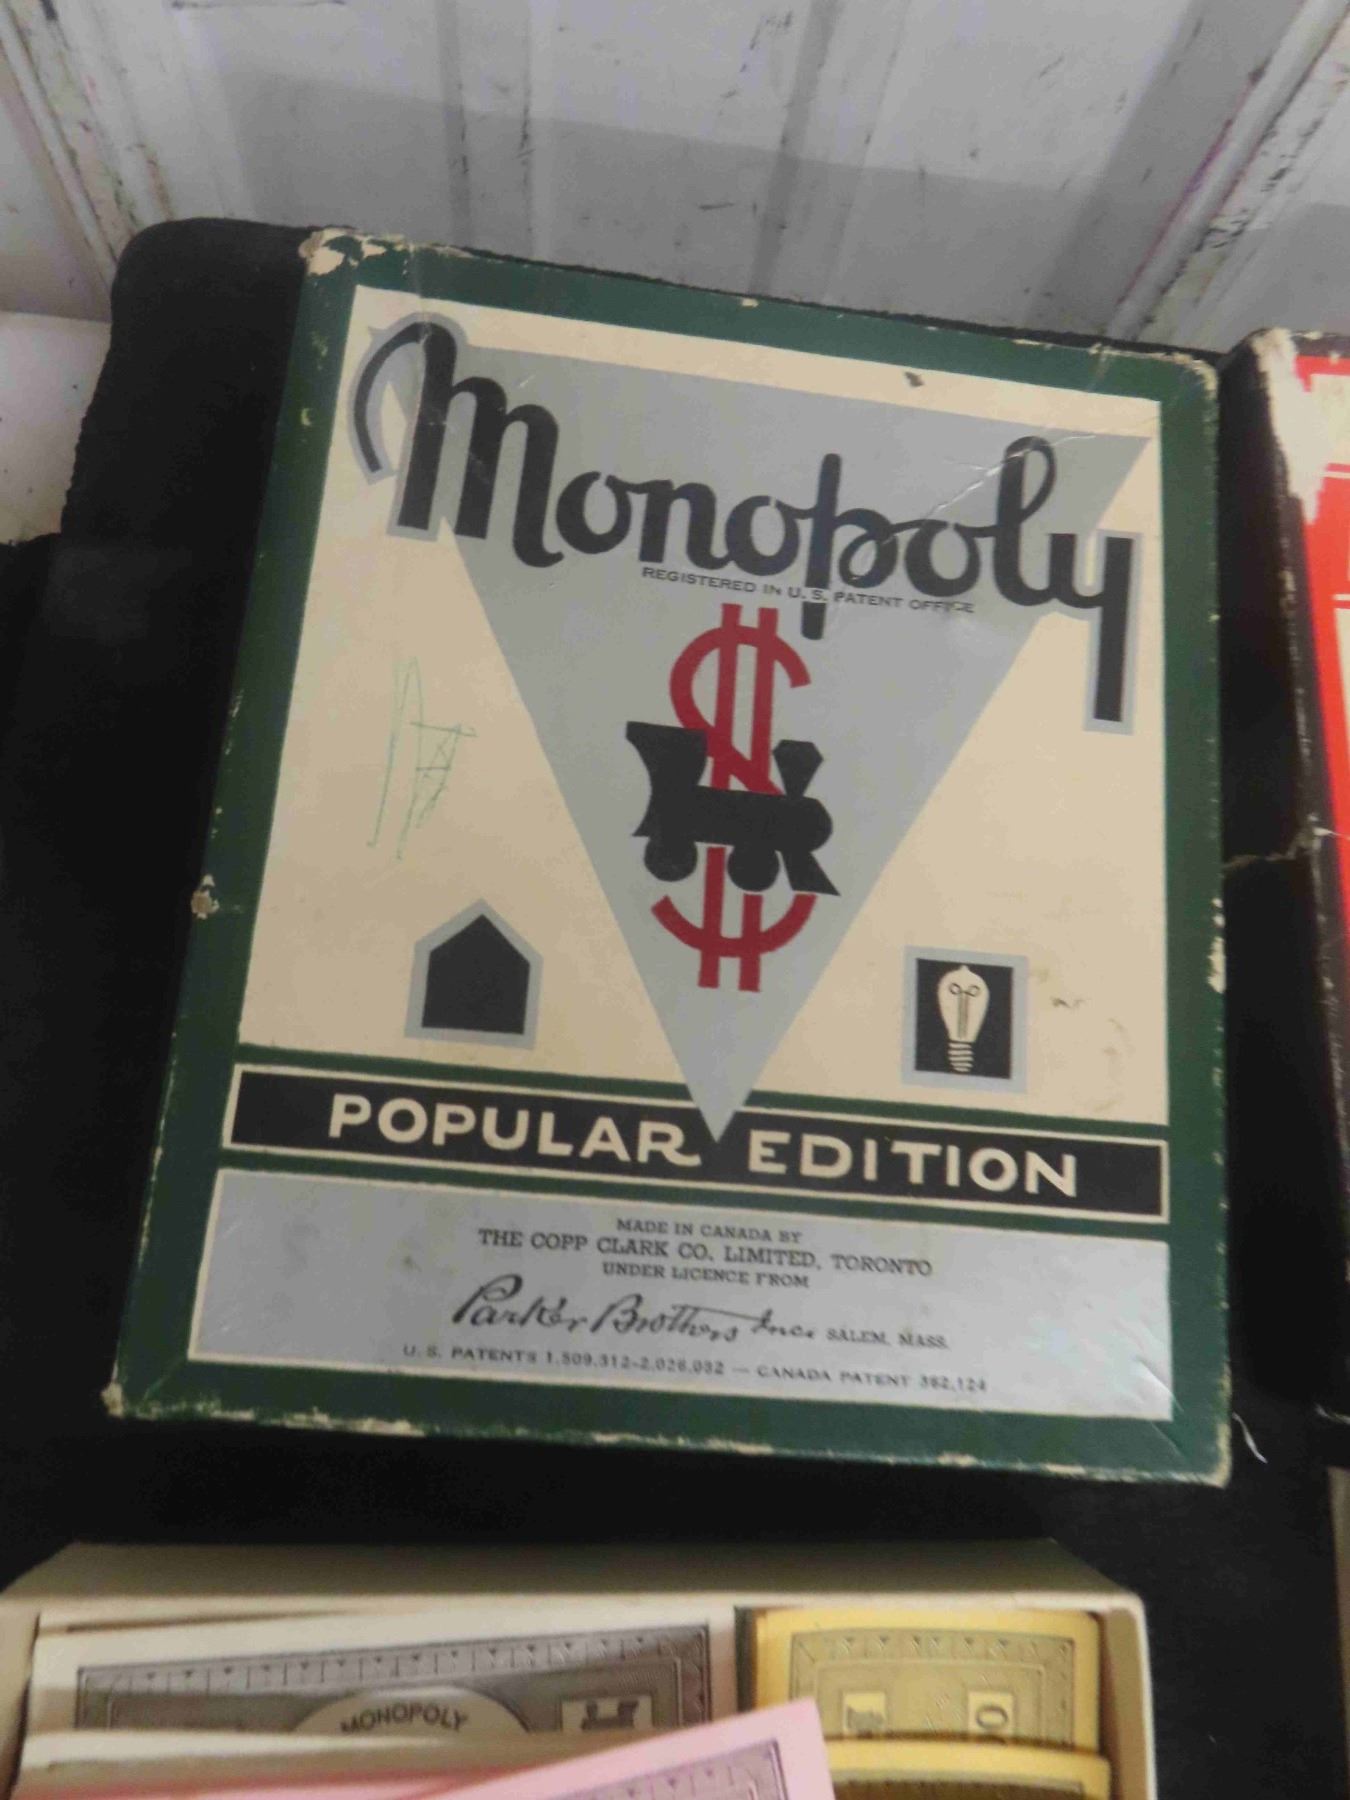 Monopoly
REGISTERED IN U. S. PATENT OFFICE
POPULAR EDITION
MADE IN CANADA BY
THE COPP CLARK CO. LIMITED, TORONTO
UNDER LICENCE FROM
Parker Brothers Inc. SALEM, MASS.
U. S. PATENTS 1,509,312-2,026,082 — CANADA PATENT 362,124
MONOPOLY